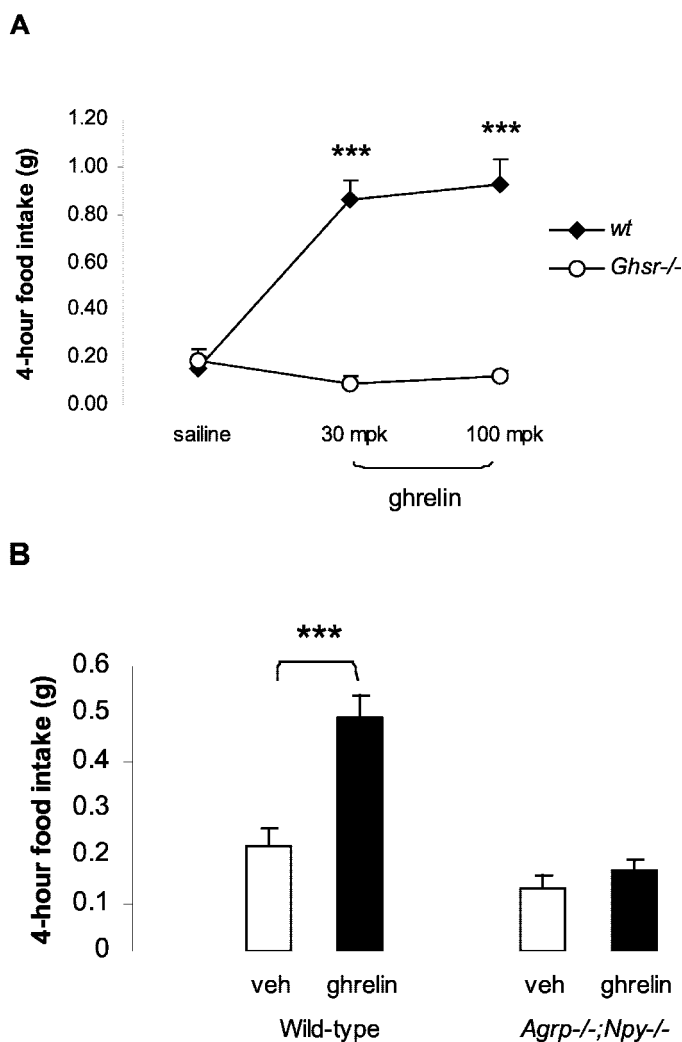 A
4-hour food intake (g)
1.20
1.00
0.80
0.60
0.40
0.20
0.00
***
***
wt
Ghsr-/-
sailine
30 mpk
100 mpk
ghrelin
B
4-hour food intake (g)
0.6
0.5
0.4
0.3
0.2
0.1
0
***
veh
ghrelin
veh
ghrelin
Wild-type
Agrp-/-;Npy-/-